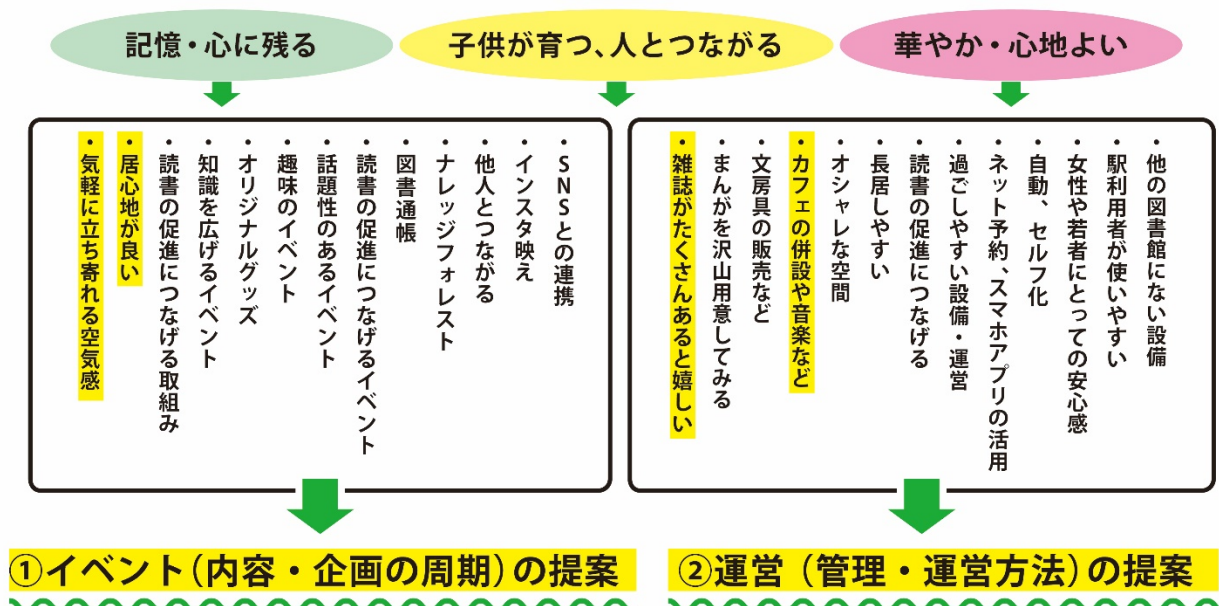 記憶・心に残る
子供が育つ、人とつながる
華やか・心地よい
・SNSとの連携
・インスタ映え
・他人とつながる
・ナレッジフォレスト
・図書通帳
・読書の促進につなげるイベント
・話題性のあるイベント
・趣味のイベント
・オリジナルグッズ
・知識を広げるイベント
・読書の促進につなげる取組み
・居心地が良い
・気軽に立ち寄れる空気感
・他の図書館にない設備
・駅利用者が使いやすい
・女性や若者にとっての安心感
・自動、セルフ化
・ネット予約、スマホアプリの活用
・過ごしやすい設備・運営
・読書の促進につなげる
・長居しやすい
・オシャレな空間
・カフェの併設や音楽など
・文房具の販売など
・まんがを沢山用意してみる
・雑誌がたくさんあると嬉しい
①イベント(内容・企画の周期)の提案
②運営(管理・運営方法)の提案